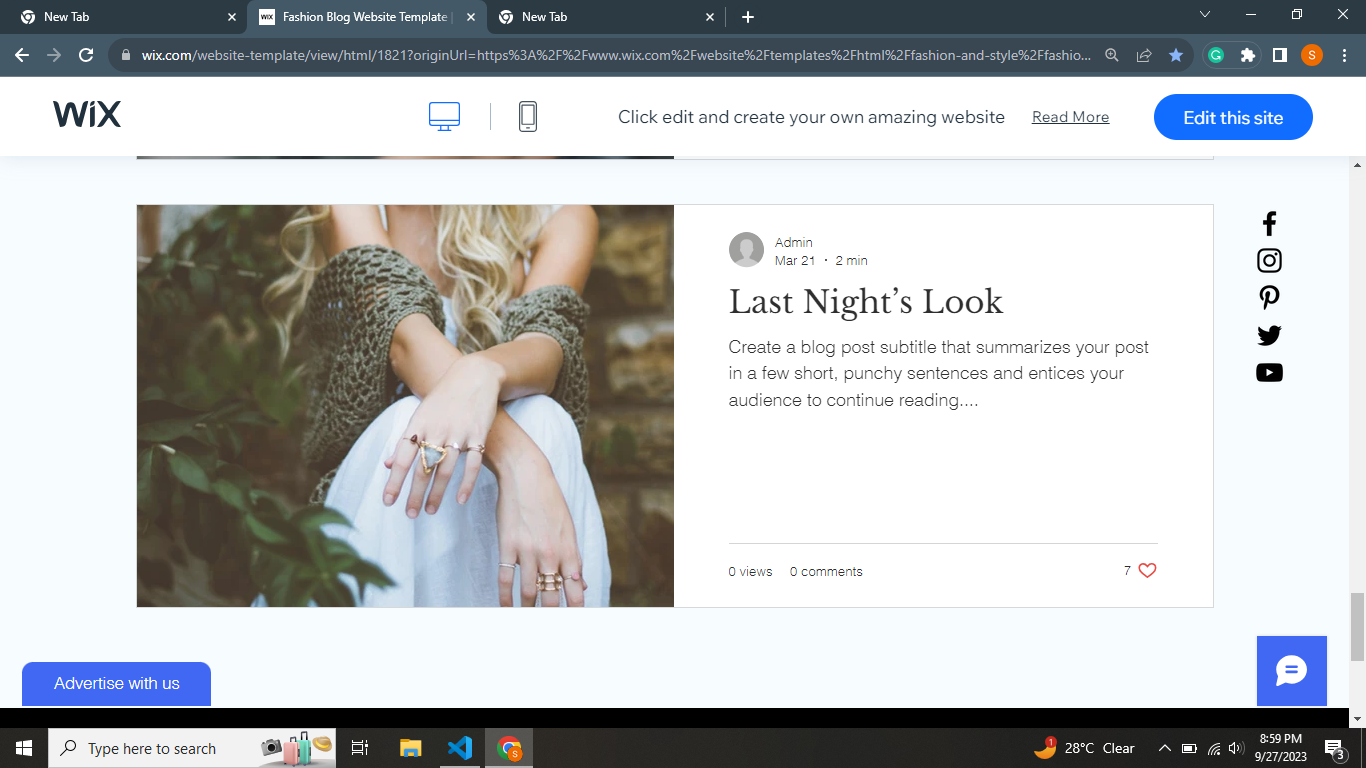 New Tab
Fashion Blog Website Template |
New Tab
wix.com/website-template/view/html/1821?originUrl=https%3A%2F%2Fwww.wix.com%2Fwebsite%2Ftemplates%2Fhtml%2Ffashion-and-style%2Ffashio...
S
WiX
Click edit and create your own amazing website
Read More
Edit this site
Admin
Mar 21 · 2 min
Last Night’s Look
Create a blog post subtitle that summarizes your post
in a few short, punchy sentences and entices your
audience to continue reading....
0 views 0 comments
7
Advertise with us
Type here to search
S
1
28°C Clear
8:59 PM
9/27/2023
3